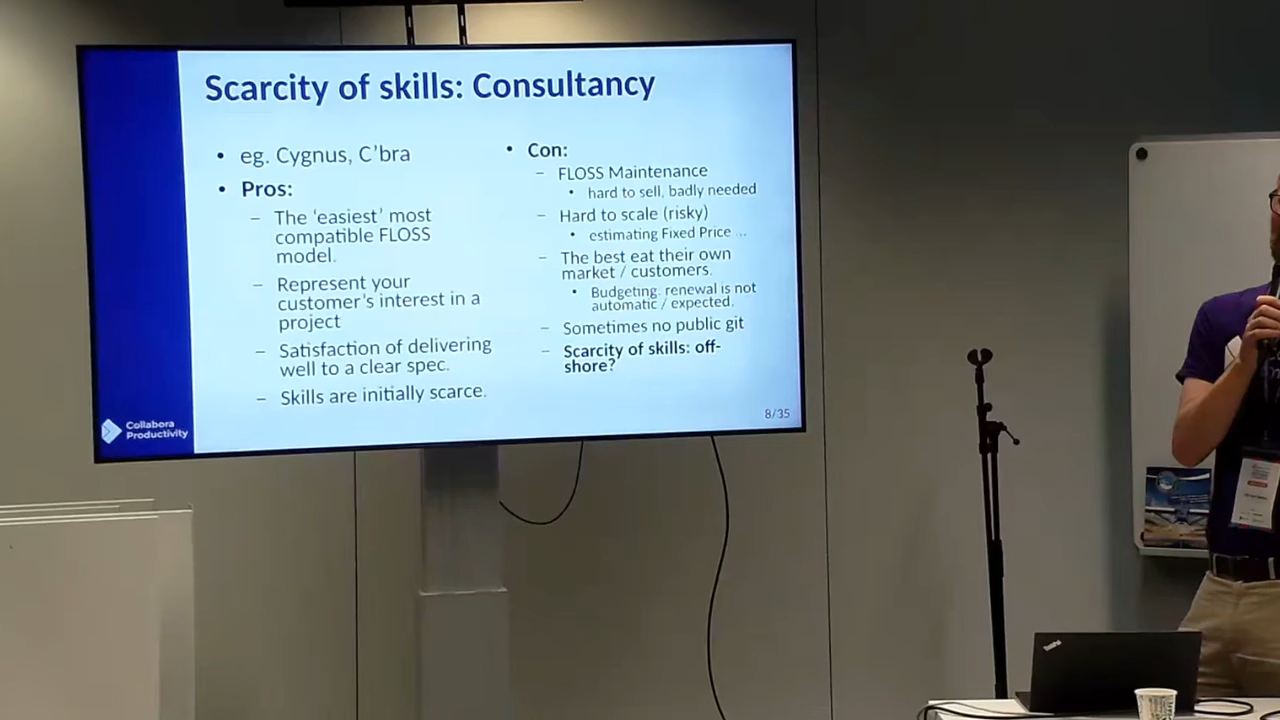 Scarcity of skills: Consultancy
• eg. Cygnus, C'bra
• Pros:
– The 'easiest' most
compatible FLOSS
model.
– Represent your
customer's interest in a
project
– Satisfaction of delivering
well to a clear spec.
– Skills are initially scarce.
• Con:
– FLOSS Maintenance
• hard to sell, badly needed
– Hard to scale (risky)
• estimating Fixed Price ...
– The best eat their own
market / customers.
• Budgeting. renewal is not
automatic / expected.
– Sometimes no public git
– Scarcity of skills: off-
shore?
8/35
Collabora
Productivity